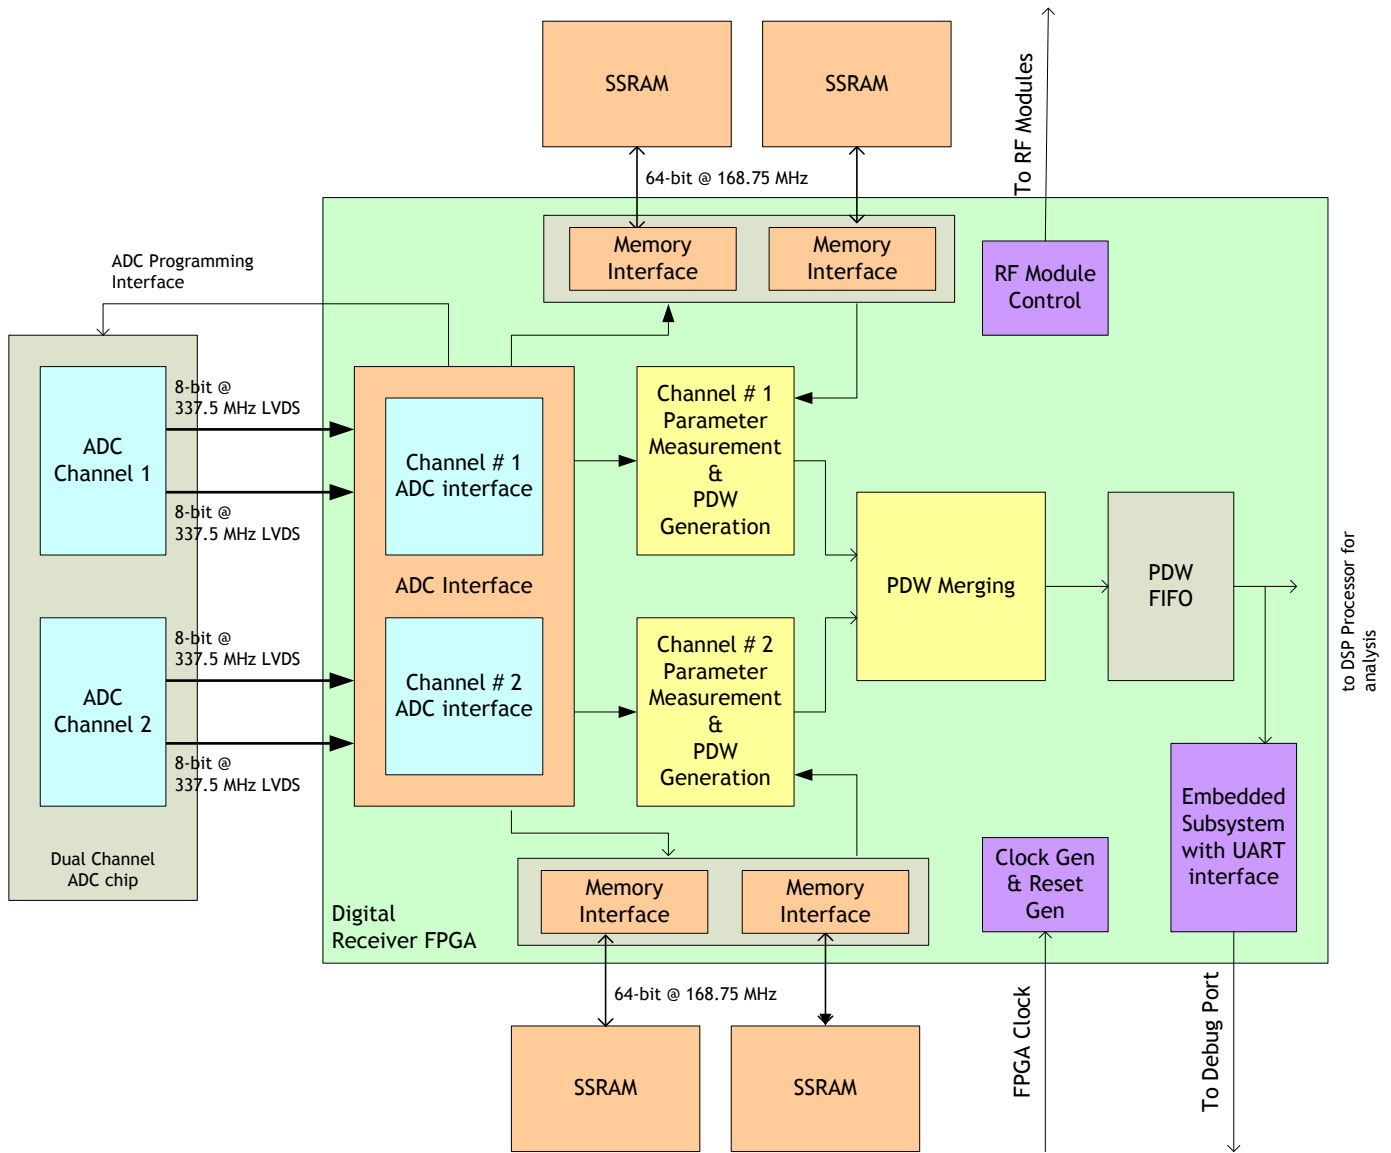 SSRAM
SSRAM
To RF Modules
64-bit @ 168.75 MHz
Memory
Interface
Memory
Interface
RF Module
Control
ADC Programming
Interface
8-bit @
337.5 MHz LVDS
ADC
Channel 1
8-bit @
337.5 MHz LVDS
Channel # 1
ADC interface
Channel # 1
Parameter
Measurement
&
PDW
Generation
ADC Interface
PDW Merging
PDW
FIFO
to DSP Processor for
analysis
8-bit @
337.5 MHz LVDS
ADC
Channel 2
8-bit @
337.5 MHz LVDS
Channel # 2
ADC interface
Channel # 2
Parameter
Measurement
&
PDW
Generation
Embedded
Subsystem
with UART
interface
Dual Channel
ADC chip
Clock Gen
& Reset
Gen
Memory
Interface
Memory
Interface
Digital
Receiver FPGA
64-bit @ 168.75 MHz
FPGA Clock
To Debug Port
SSRAM
SSRAM